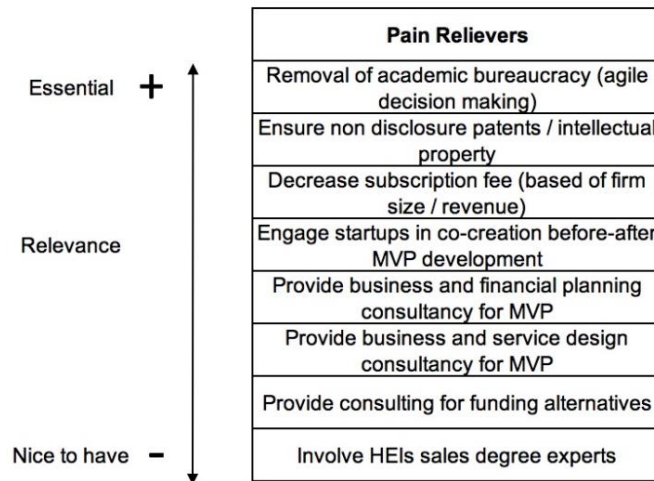 Pain Relievers
Essential +
Removal of academic bureaucracy (agile
decision making)
Ensure non disclosure patents / intellectual
property
Decrease subscription fee (based of firm
size / revenue)
Relevance
Engage startups in co-creation before-after
MVP development
Provide business and financial planning
consultancy for MVP
Provide business and service design
consultancy for MVP
Provide consulting for funding alternatives
Nice to have -
Involve HEIs sales degree experts